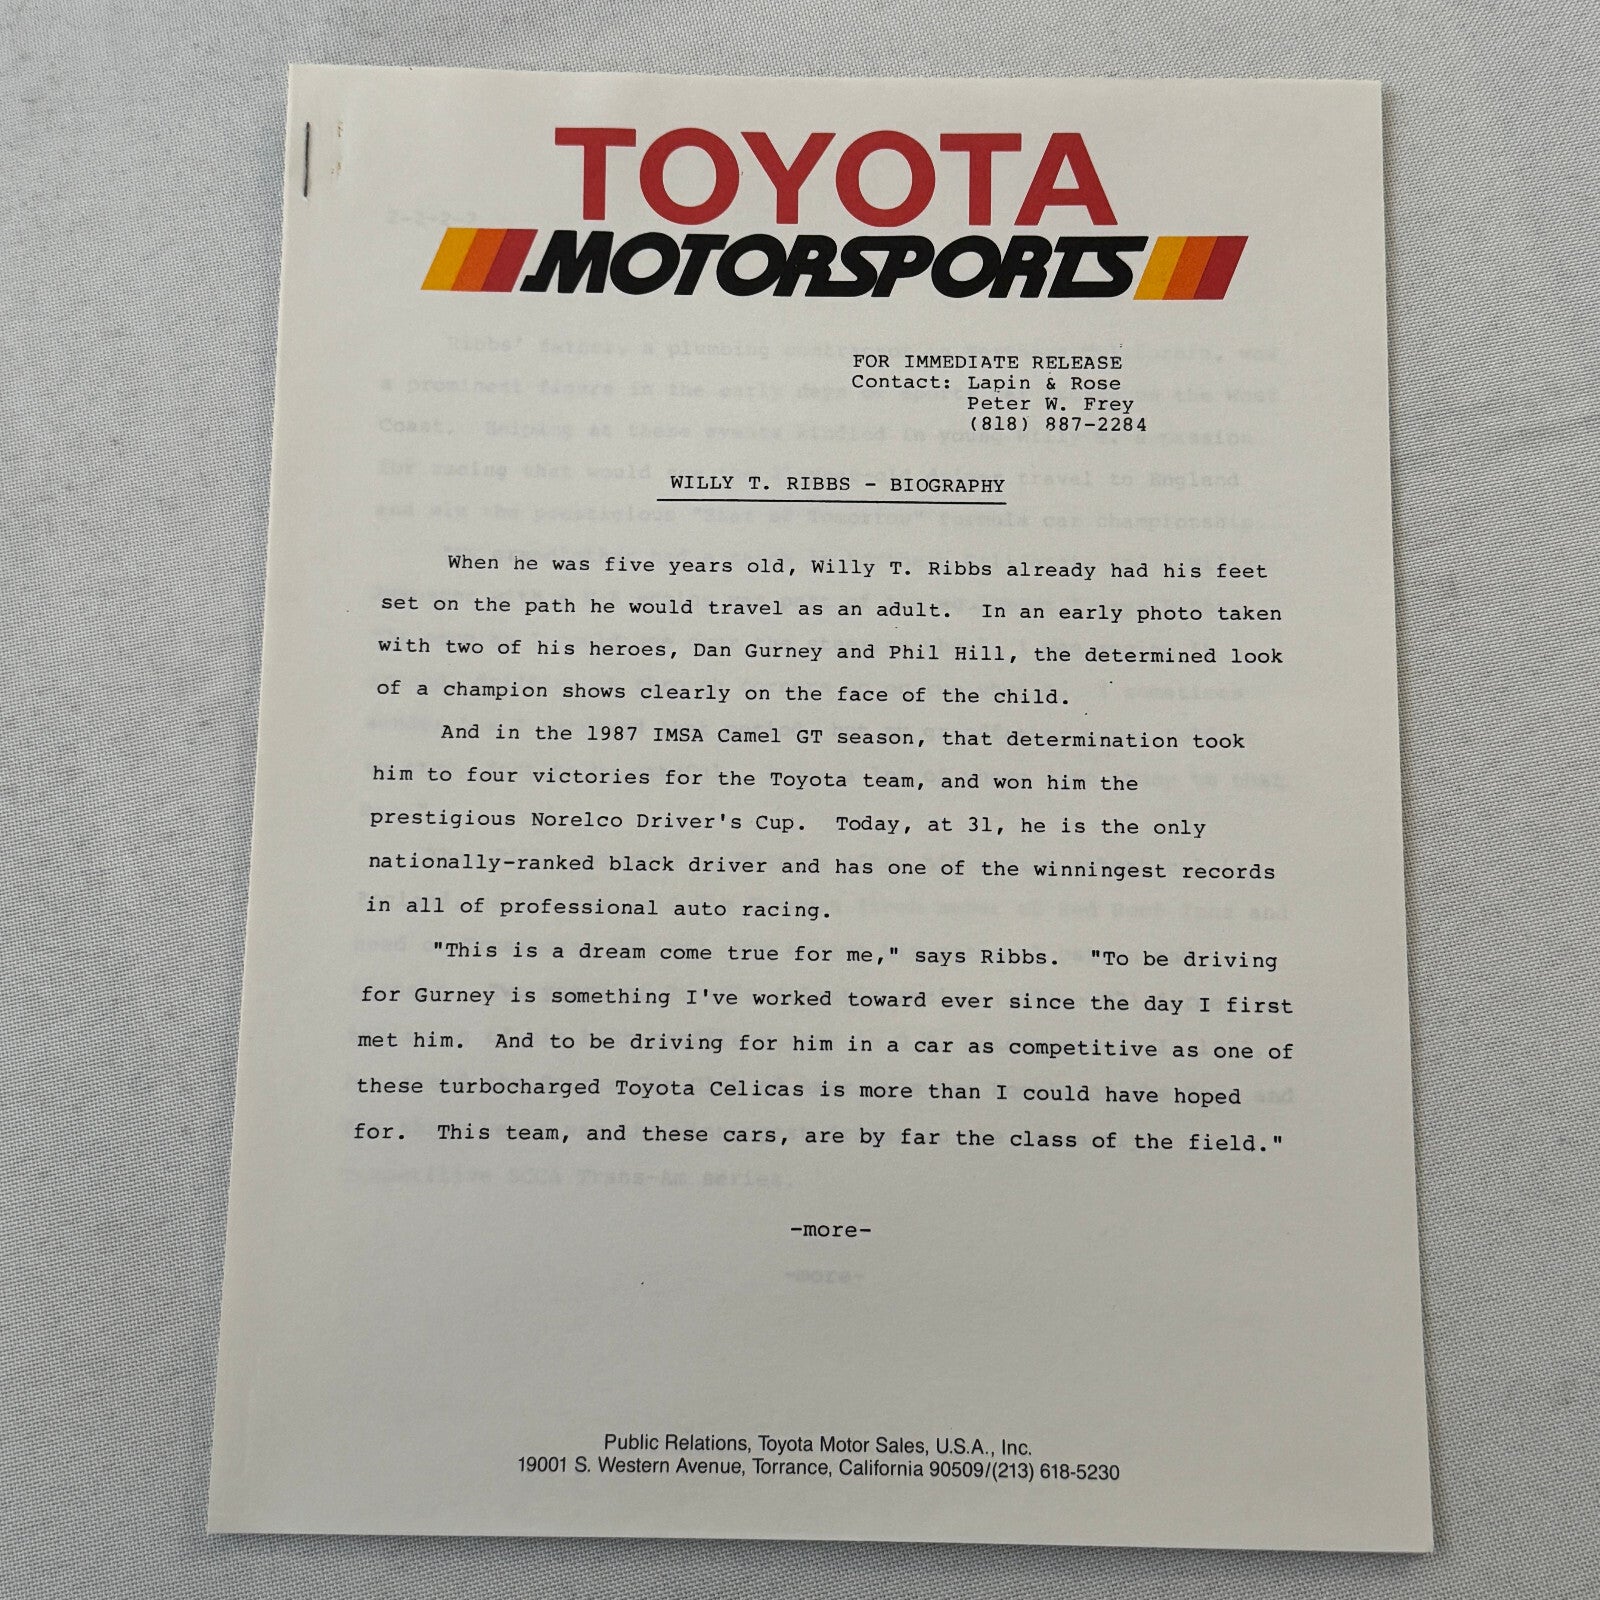 TOYOTA
MOTORSPORTS
FOR IMMEDIATE RELEASE
Contact: Lapin & Rose
Peter W. Frey
(818) 887-2284
WILLY T. RIBBS - BIOGRAPHY
When he was five years old, Willy T. Ribbs already had his feet
set on the path he would travel as an adult. In an early photo taken
with two of his heroes, Dan Gurney and Phil Hill, the determined look
of a champion shows clearly on the face of the child.
And in the 1987 IMSA Camel GT season, that determination took
him to four victories for the Toyota team, and won him the
prestigious Norelco Driver's Cup. Today, at 31, he is the only
nationally-ranked black driver and has one of the winningest records
in all of professional auto racing.
"This is a dream come true for me," says Ribbs. "To be driving
for Gurney is something I've worked toward ever since the day I first
met him. And to be driving for him in a car as competitive as one of
these turbocharged Toyota Celicas is more than I could have hoped
for. This team, and these cars, are by far the class of the field."
-more-
Public Relations, Toyota Motor Sales, U.S.A., Inc.
19001 S. Western Avenue, Torrance, California 90509/(213) 618-5230